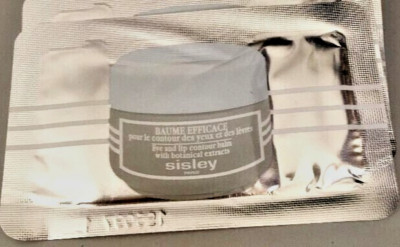 BAUME EFFICACE
pour le contour des yeux et des lèvres
Eye and lip contour balm
with botanical extracts
sisley
PARIS